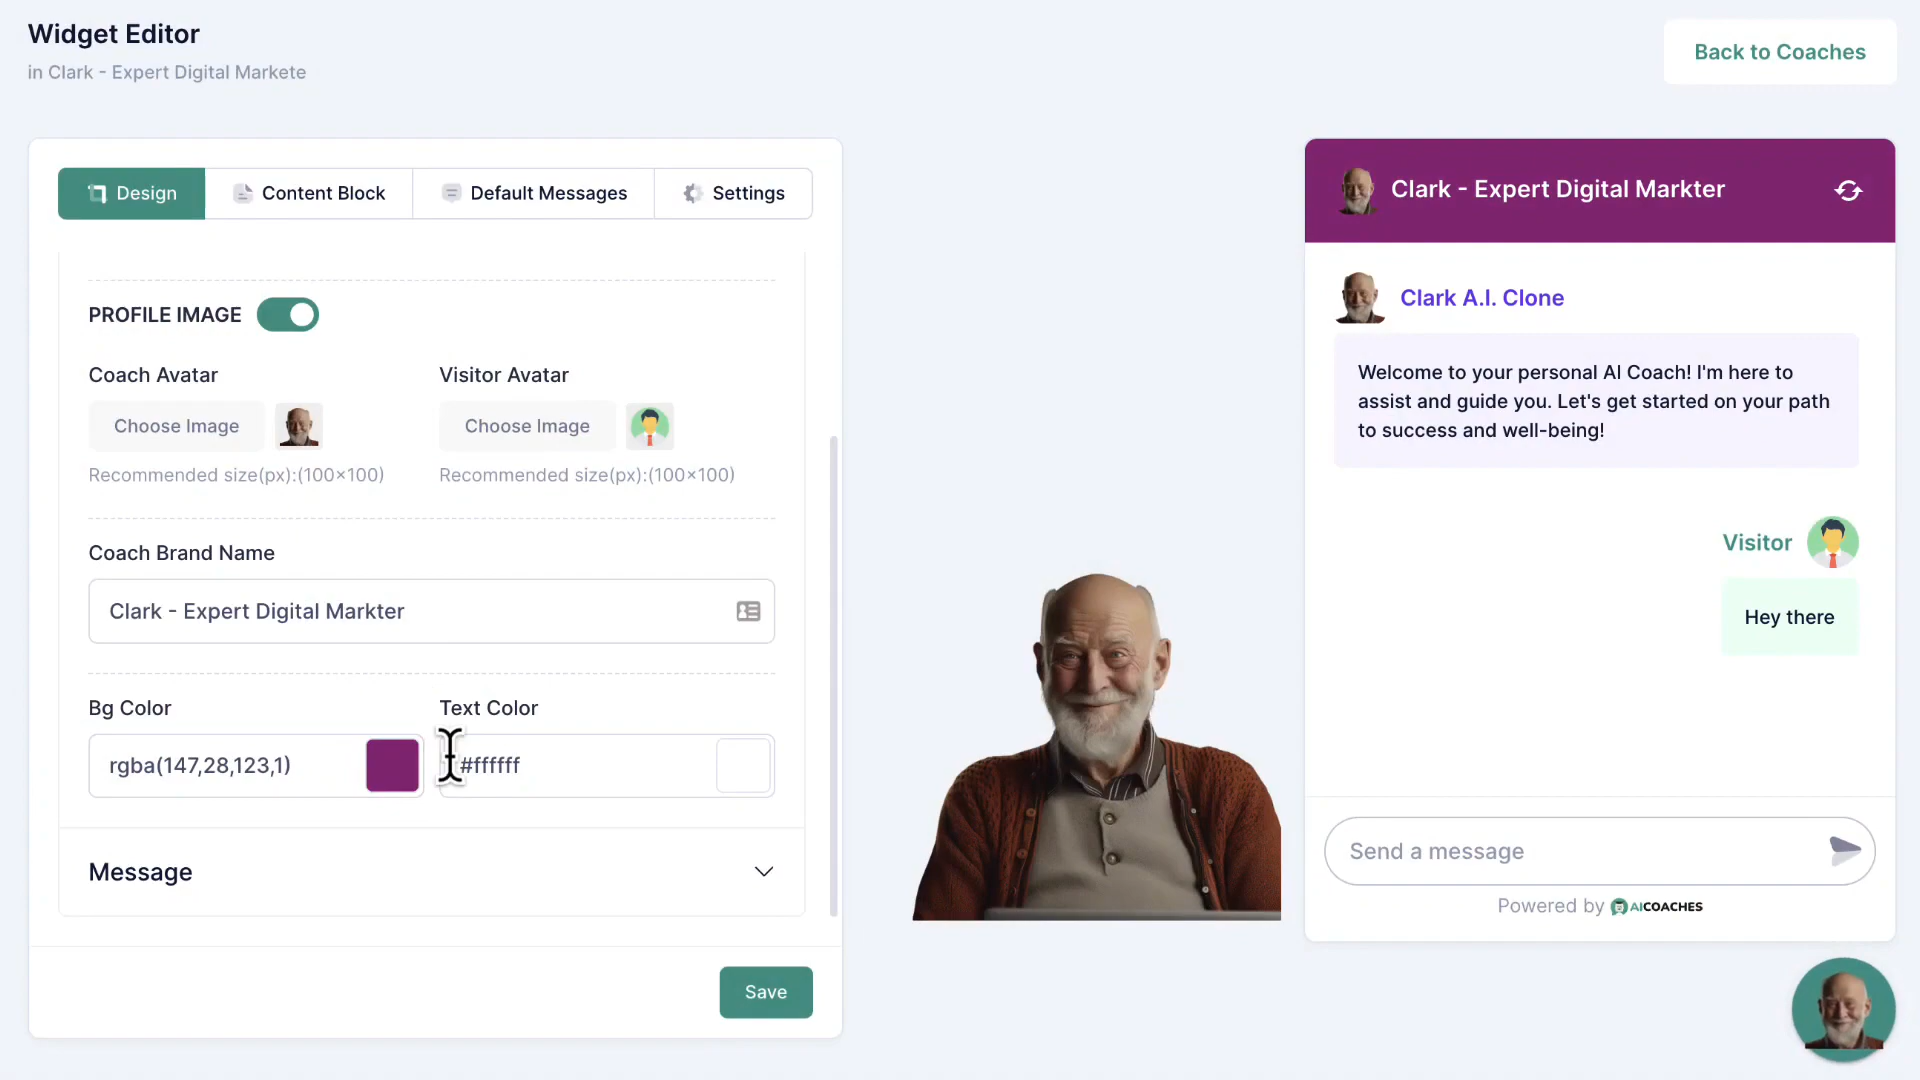 Widget Editor
in Clark - Expert Digital Markete
Back to Coaches
Design
Content Block
Default Messages
Settings
PROFILE IMAGE
Coach Avatar
Visitor Avatar
Choose Image
Choose Image
Recommended size(px):(100×100)
Recommended size(px):(100×100)
Coach Brand Name
Clark - Expert Digital Markter
Bg Color
Text Color
rgba(147,28,123,1)
#ffffff
Message
Save
Clark - Expert Digital Markter
Clark A.I. Clone
Welcome to your personal AI Coach! I'm here to
assist and guide you. Let's get started on your path
to success and well-being!
Visitor
Hey there
Send a message
Powered by AICOACHES